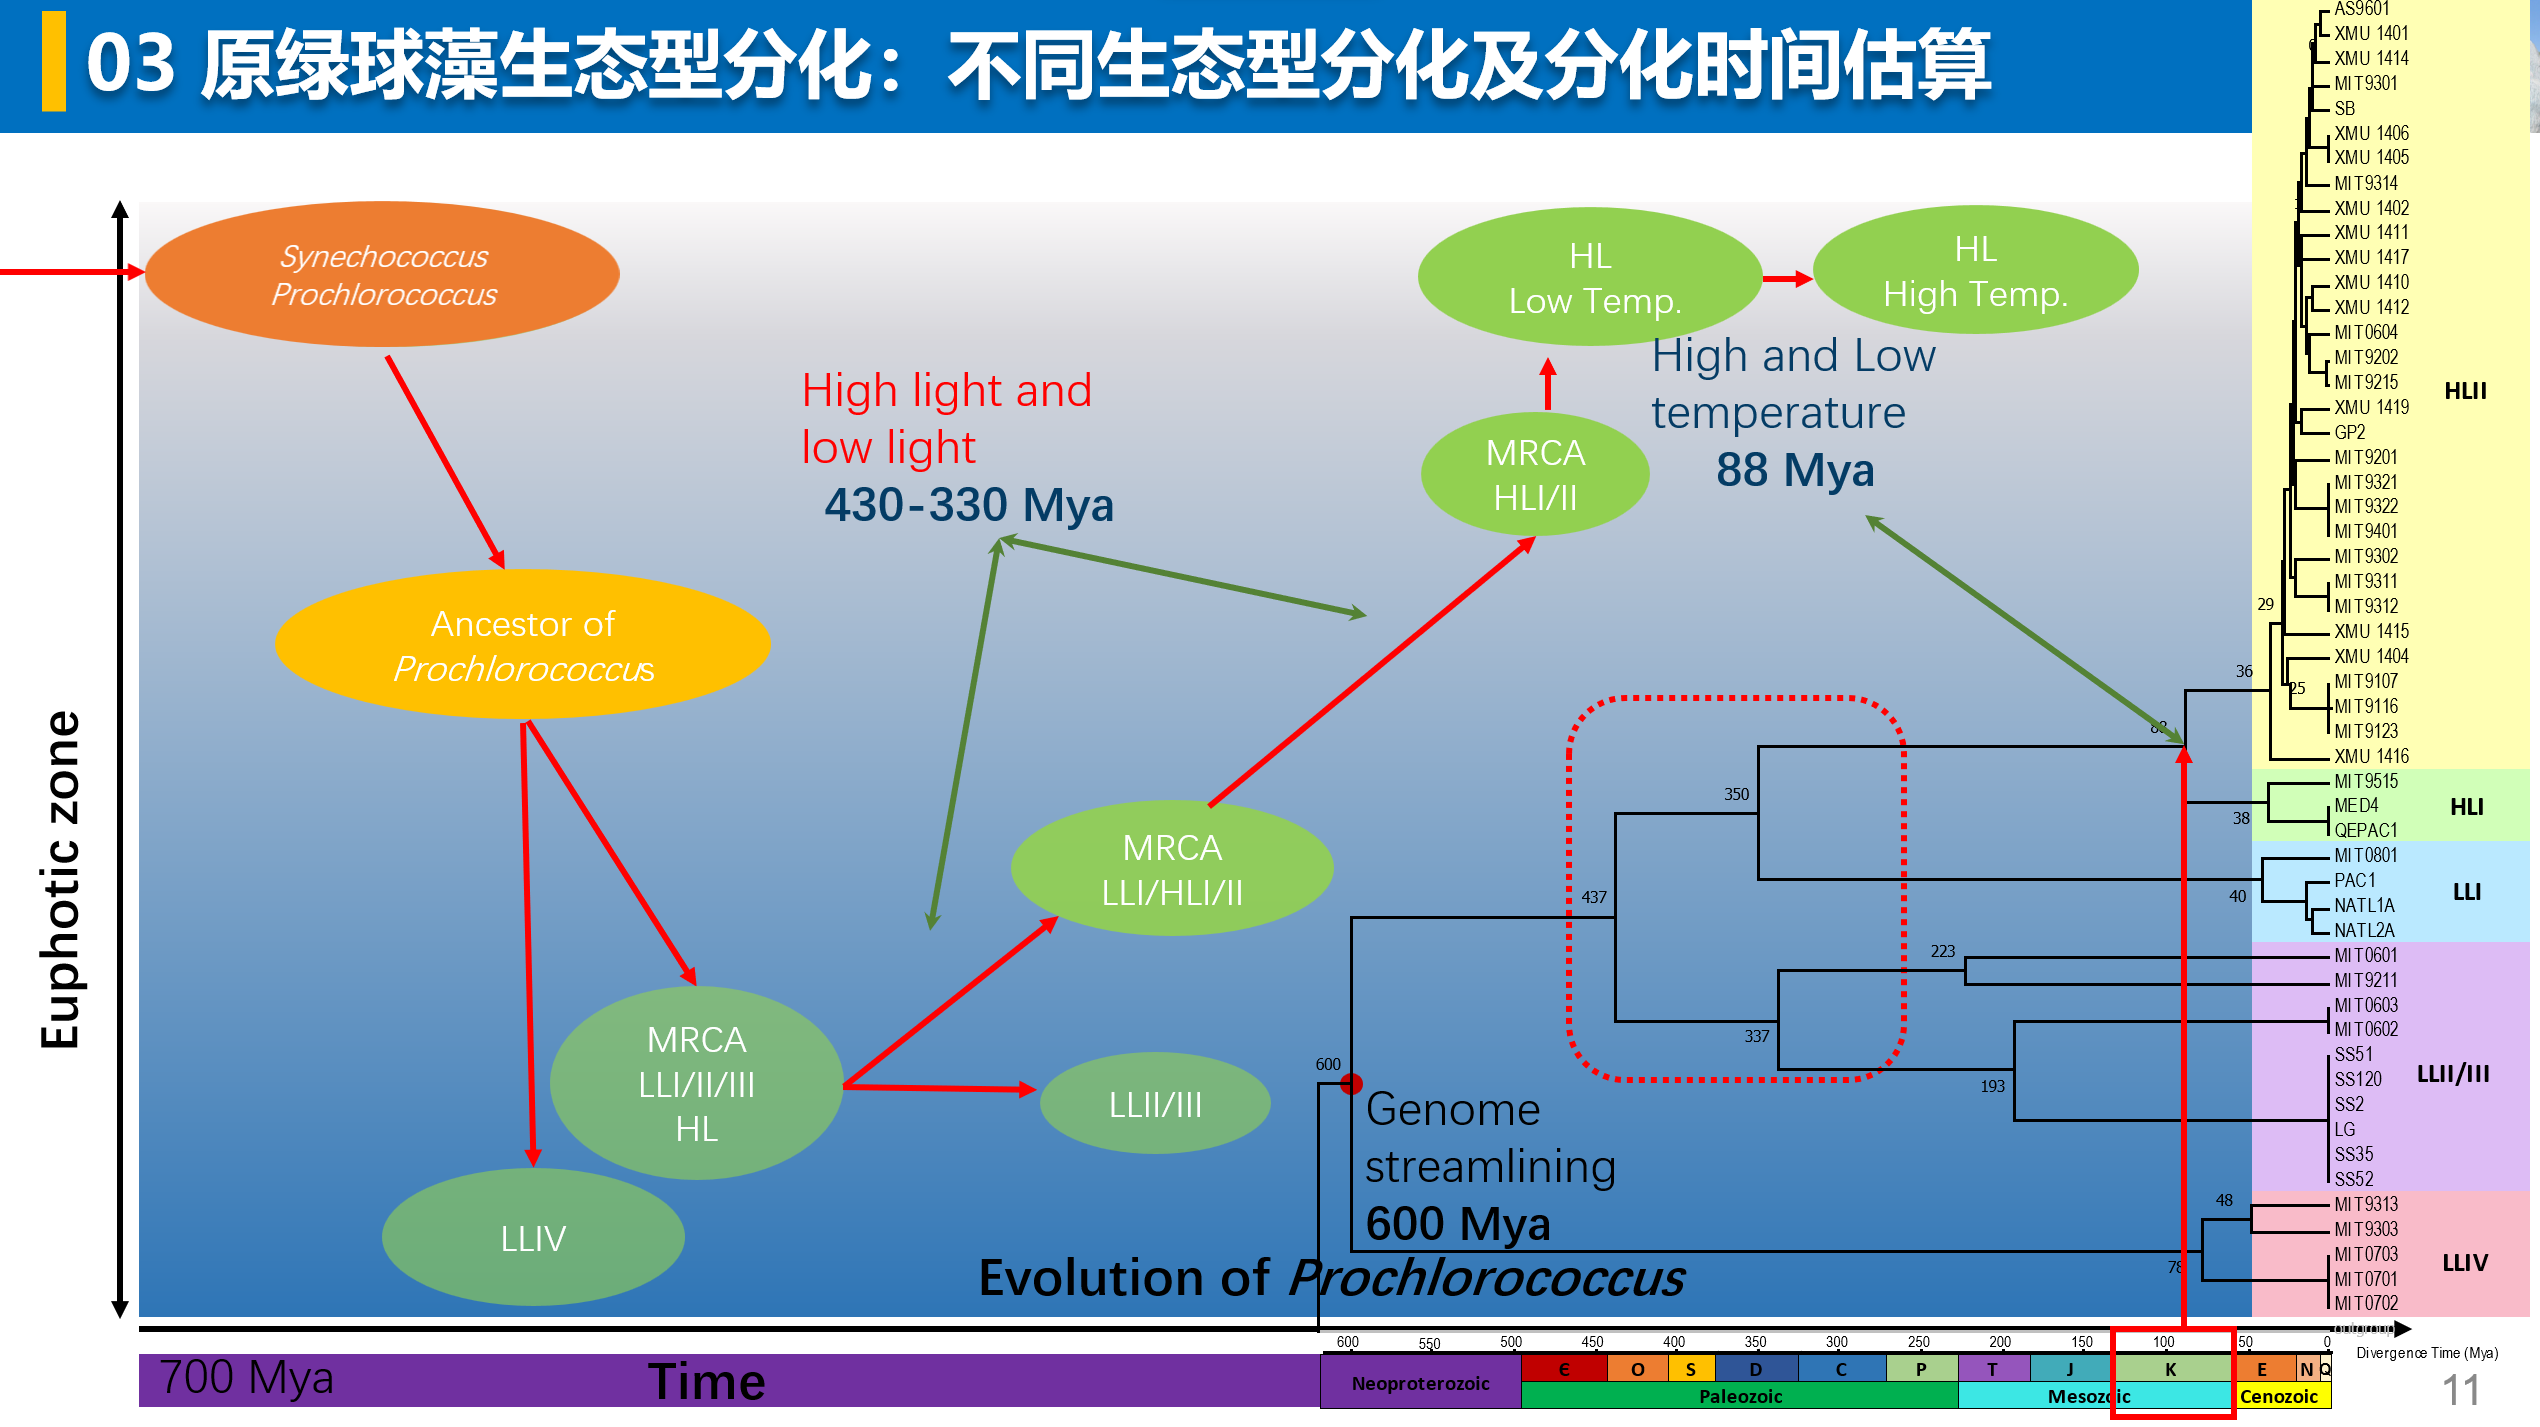 03 原绿球藻生态型分化：不同生态型分化及分化时间估算
Synechococcus
Prochlorococcus
Ancestor of
Prochlorococcus
High light and
low light
430-330 Mya
HL
Low Temp.
HL
High Temp.
High and Low
temperature
88 Mya
MRCA
HLI/II
MRCA
LLI/HLI/II
MRCA
LLI/II/III
HL
LLII/III
LLIV
Euphotic zone
Genome
streamlining
600 Mya
Evolution of Prochlorococcus
600
437
350
337
223
193
36
29
25
38
40
48
78
AS9601
XMU 1401
XMU 1414
MIT9301
SB
XMU 1406
XMU 1405
MIT9314
XMU 1402
XMU 1411
XMU 1417
XMU 1410
XMU 1412
MIT0604
MIT9202
MIT9215
XMU 1419
GP2
MIT9201
MIT9321
MIT9322
MIT9401
MIT9302
MIT9311
MIT9312
XMU 1415
XMU 1404
MIT9107
MIT9116
MIT9123
XMU 1416
HLII
MIT9515
MED4
QEPAC1
HLI
MIT0801
PAC1
NATL1A
NATL2A
LLI
MIT0601
MIT9211
MIT0603
MIT0602
SS51
SS120
SS2
LG
SS35
SS52
LLII/III
MIT9313
MIT9303
MIT0703
MIT0701
MIT0702
LLIV
outgroup
600 550 500 450 400 350 300 250 200 150 100 50 0
Divergence Time (Mya)
700 Mya
Time
Є O S D C P T J K E N Q
Neoproterozoic Paleozoic Mesozoic Cenozoic
11